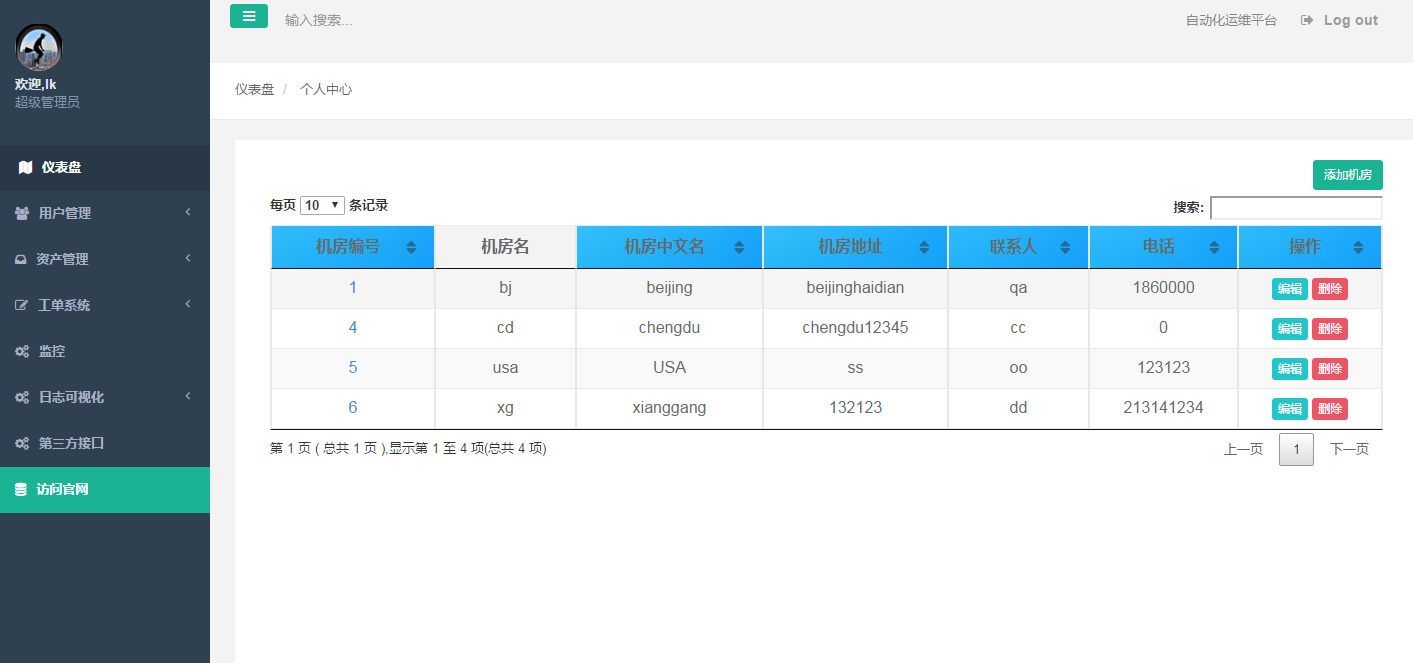 欢迎,lk
超级管理员
仪表盘
用户管理
资产管理
工单系统
监控
日志可视化
第三方接口
访问官网
输入搜索...
自动化运维平台 Log out
仪表盘 / 个人中心
添加机房
每页 10 条记录
搜索:
机房编号 机房名 机房中文名 机房地址 联系人 电话 操作
1 bj beijing beijinghaidian qa 1860000 编辑 删除
4 cd chengdu chengdu12345 cc 0 编辑 删除
5 usa USA ss oo 123123 编辑 删除
6 xg xianggang 132123 dd 213141234 编辑 删除
第 1 页 ( 总共 1 页 ),显示第 1 至 4 项(总共 4 项)
上一页 1 下一页